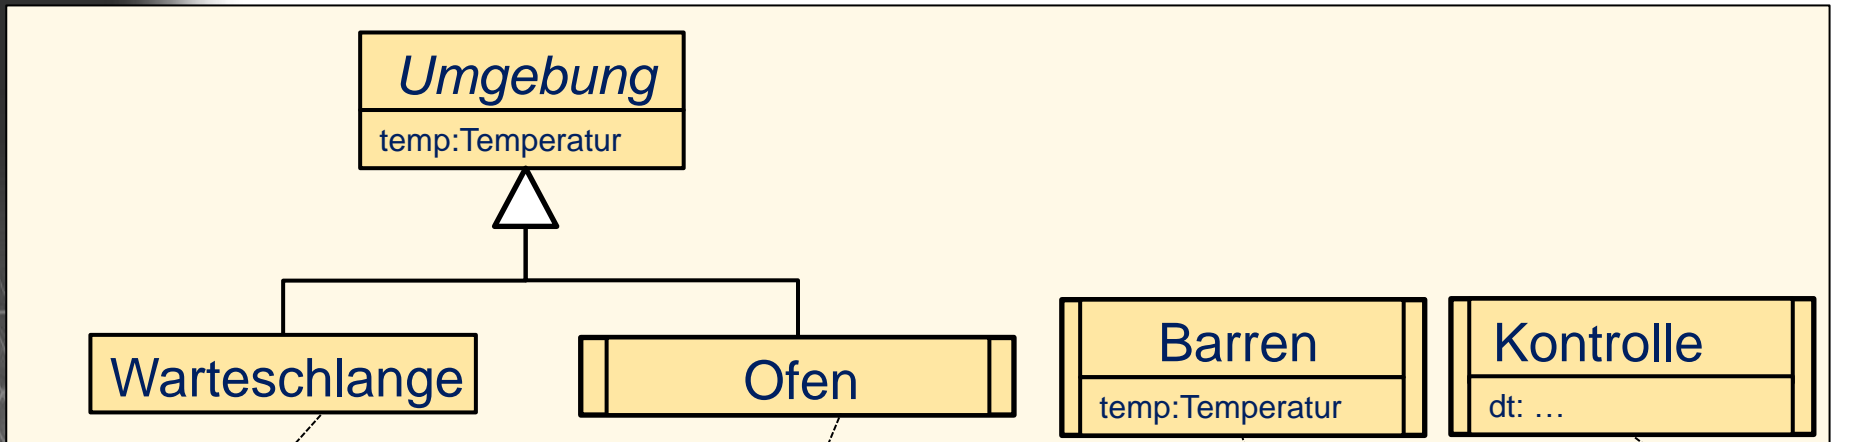 Umgebung
temp:Temperatur
Warteschlange
Ofen
Barren
temp:Temperatur
Kontrolle
dt: …